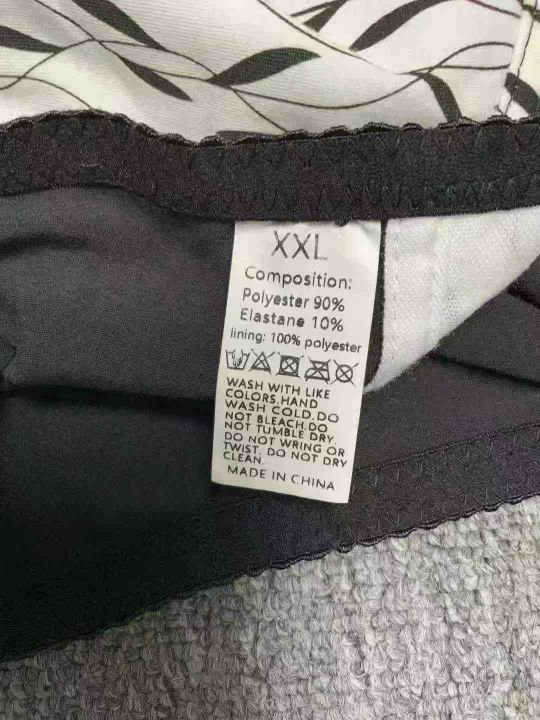 XXL
Composition:
Polyester 90%
Elastane 10%
lining: 100% polyester
WASH WITH LIKE
COLORS.HAND
WASH COLD.DO
NOT BLEACH.DO
NOT TUMBLE DRY.
DO NOT WRING OR
TWIST. DO NOT DRY
CLEAN.
MADE IN CHINA